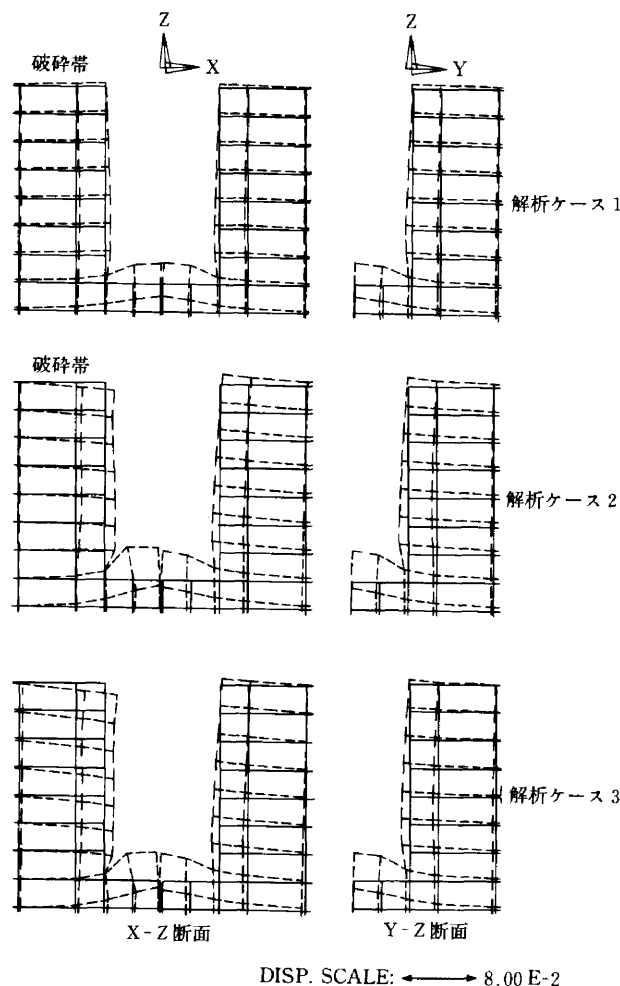 Z
Z
破砕帯
X
Y
解析ケース 1
破砕帯
解析ケース 2
解析ケース 3
X - Z 断面
Y - Z 断面
DISP. SCALE: 8.00 E-2